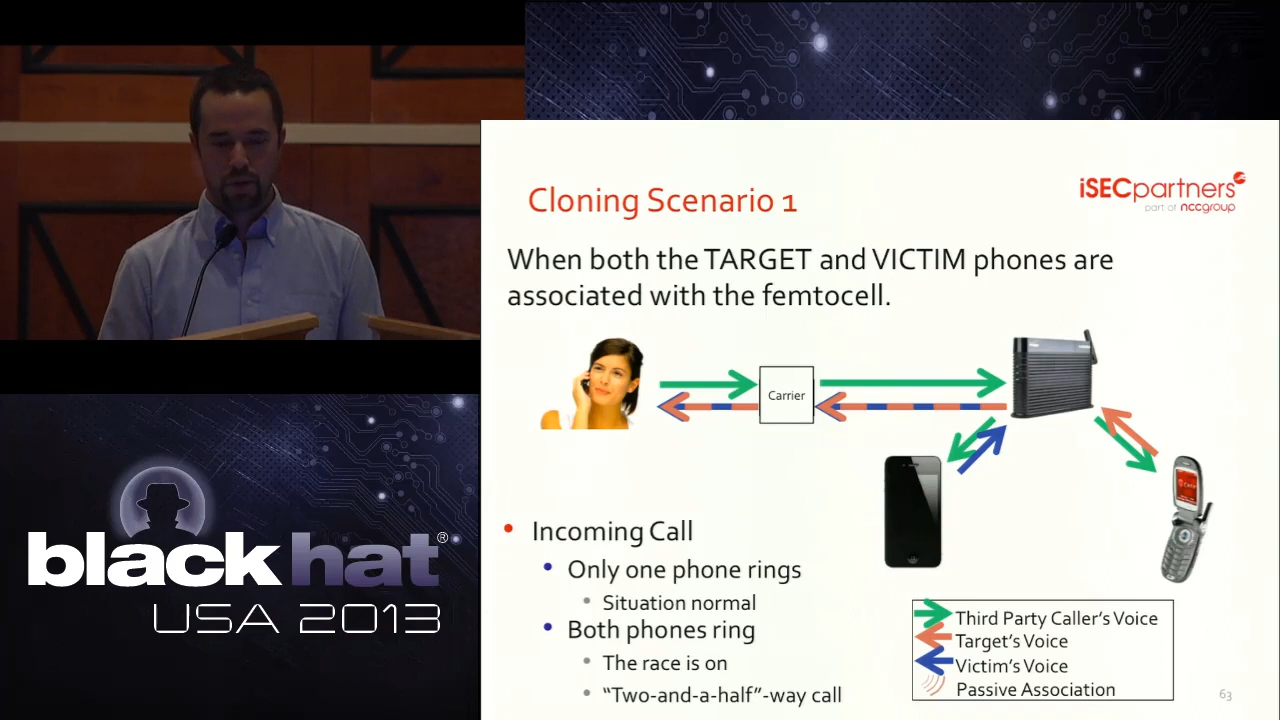 Cloning Scenario 1
iSECpartners
part of nccgroup
When both the TARGET and VICTIM phones are
associated with the femtocell.
Carrier
• Incoming Call
• Only one phone rings
• Situation normal
• Both phones ring
• The race is on
• “Two-and-a-half”-way call
Third Party Caller's Voice
Target's Voice
Victim's Voice
Passive Association
63
black hat®
USA 2013